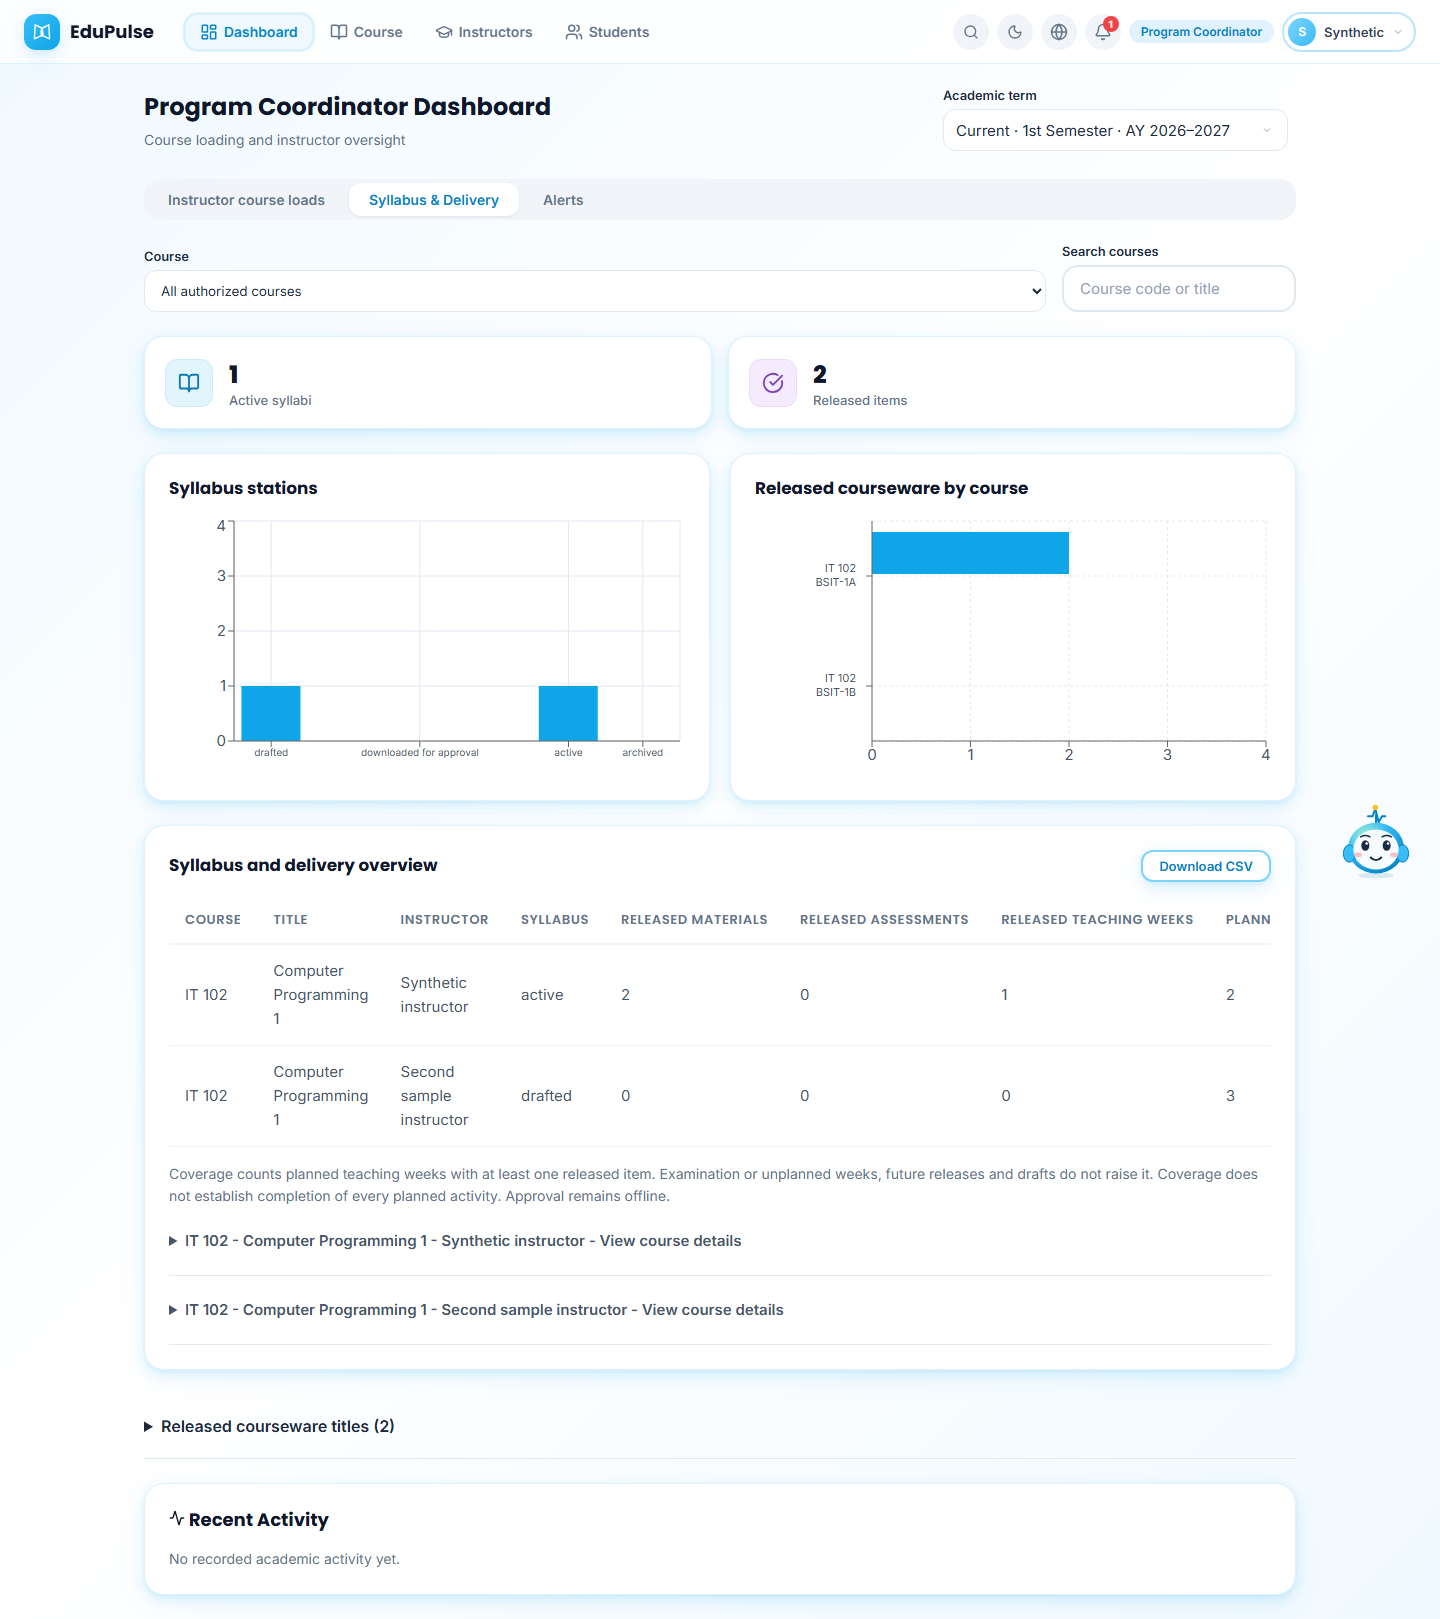 EduPulse
Dashboard
Course
Instructors
Students
1
Program Coordinator
S
Synthetic
Program Coordinator Dashboard
Course loading and instructor oversight
Academic term
Current · 1st Semester · AY 2026–2027
Instructor course loads
Syllabus & Delivery
Alerts
Course
All authorized courses
Search courses
Course code or title
1
Active syllabi
2
Released items
Syllabus stations
4
3
2
1
0
drafted
downloaded for approval
active
archived
Released courseware by course
IT 102
BSIT-1A
IT 102
BSIT-1B
0
1
2
3
4
Syllabus and delivery overview
Download CSV
COURSE TITLE INSTRUCTOR SYLLABUS RELEASED MATERIALS RELEASED ASSESSMENTS RELEASED TEACHING WEEKS PLANN
IT 102
Computer
Programming
1
Synthetic
instructor
active
2
0
1
2
IT 102
Computer
Programming
1
Second
sample
instructor
drafted
0
0
0
3
Coverage counts planned teaching weeks with at least one released item. Examination or unplanned weeks, future releases and drafts do not raise it. Coverage does
not establish completion of every planned activity. Approval remains offline.
IT 102 - Computer Programming 1 - Synthetic instructor - View course details
IT 102 - Computer Programming 1 - Second sample instructor - View course details
Released courseware titles (2)
Recent Activity
No recorded academic activity yet.